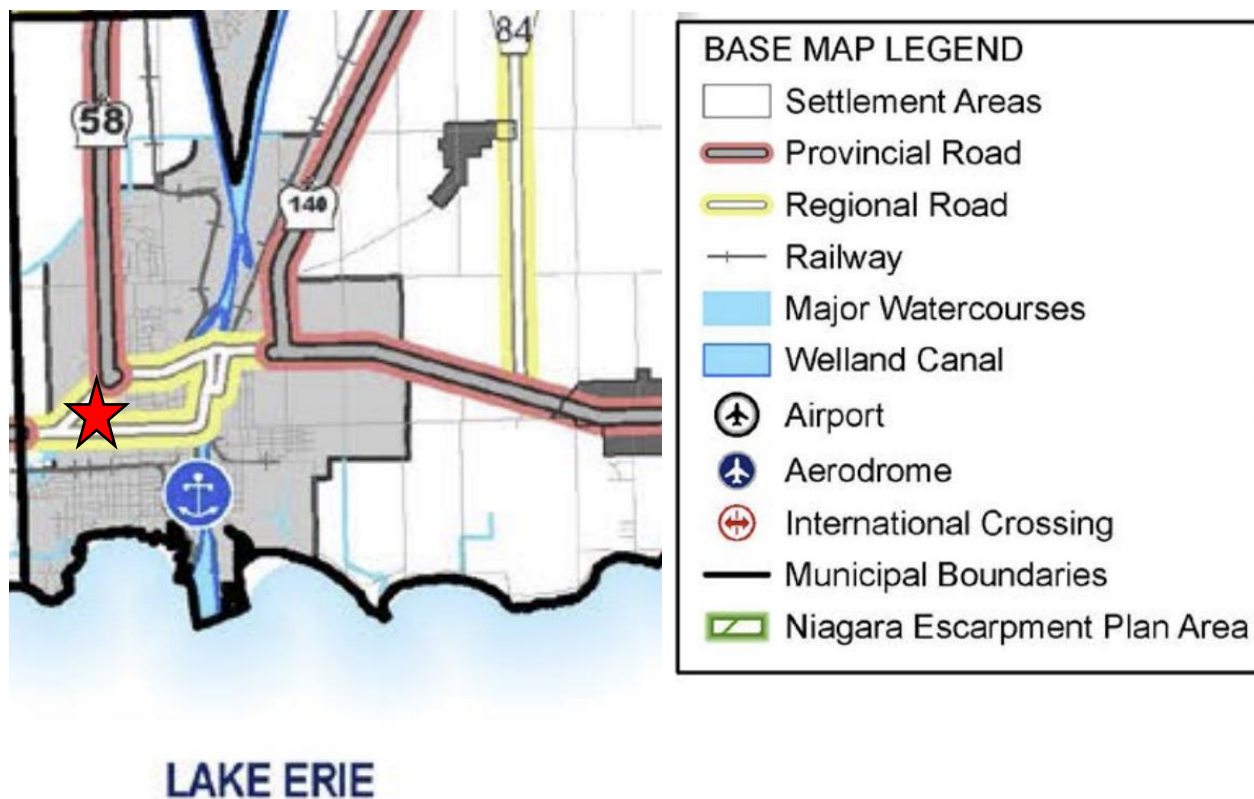 84
58
140
LAKE ERIE
BASE MAP LEGEND
Settlement Areas
Provincial Road
Regional Road
Railway
Major Watercourses
Welland Canal
Airport
Aerodrome
International Crossing
Municipal Boundaries
Niagara Escarpment Plan Area